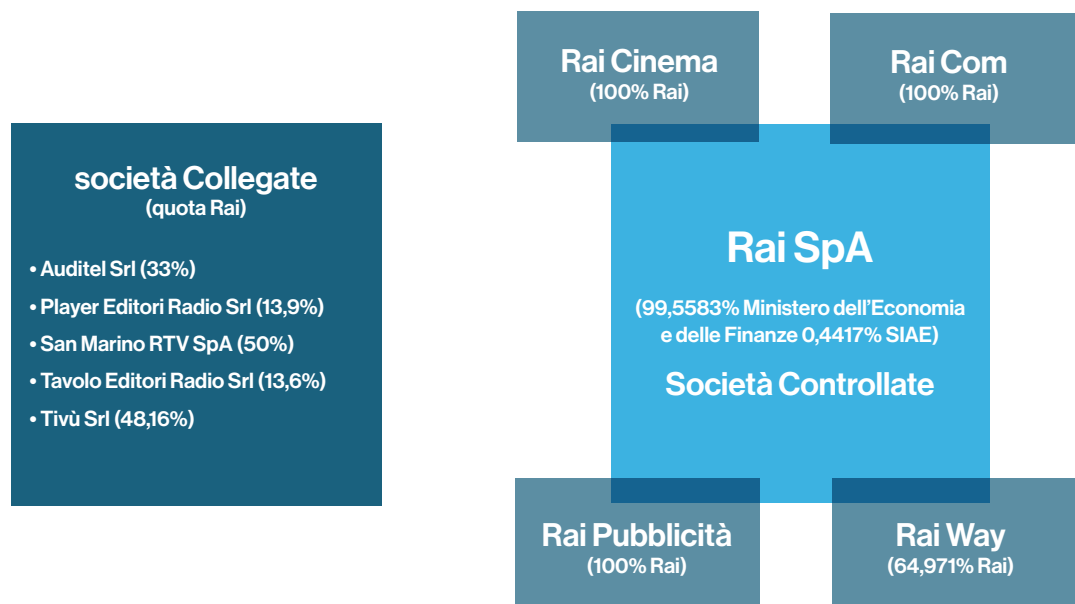 società Collegate
(quota Rai)
• Auditel Srl (33%)
• Player Editori Radio Srl (13,9%)
• San Marino RTV SpA (50%)
• Tavolo Editori Radio Srl (13,6%)
• Tivù Srl (48,16%)
Rai Cinema
(100% Rai)
Rai Com
(100% Rai)
Rai SpA
(99,5583% Ministero dell’Economia
e delle Finanze 0,4417% SIAE)
Società Controllate
Rai Pubblicità
(100% Rai)
Rai Way
(64,971% Rai)